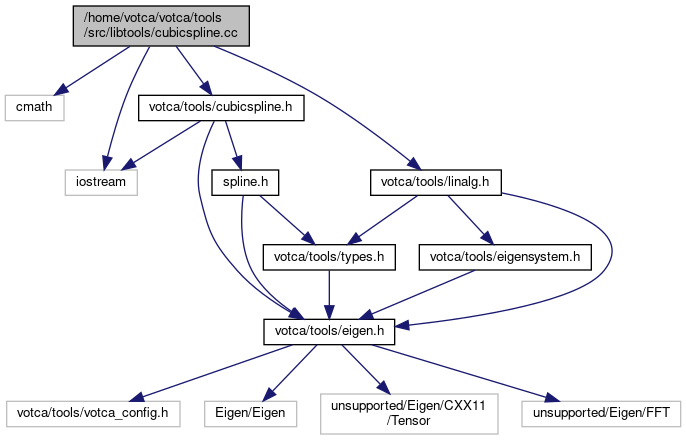 /home/votca/votca/tools
/src/libtools/cubicspline.cc
cmath
votca/tools/cubicspline.h
iostream
spline.h
votca/tools/linalg.h
votca/tools/types.h
votca/tools/eigensystem.h
votca/tools/eigen.h
votca/tools/votca_config.h
Eigen/Eigen
unsupported/Eigen/CXX11
/Tensor
unsupported/Eigen/FFT